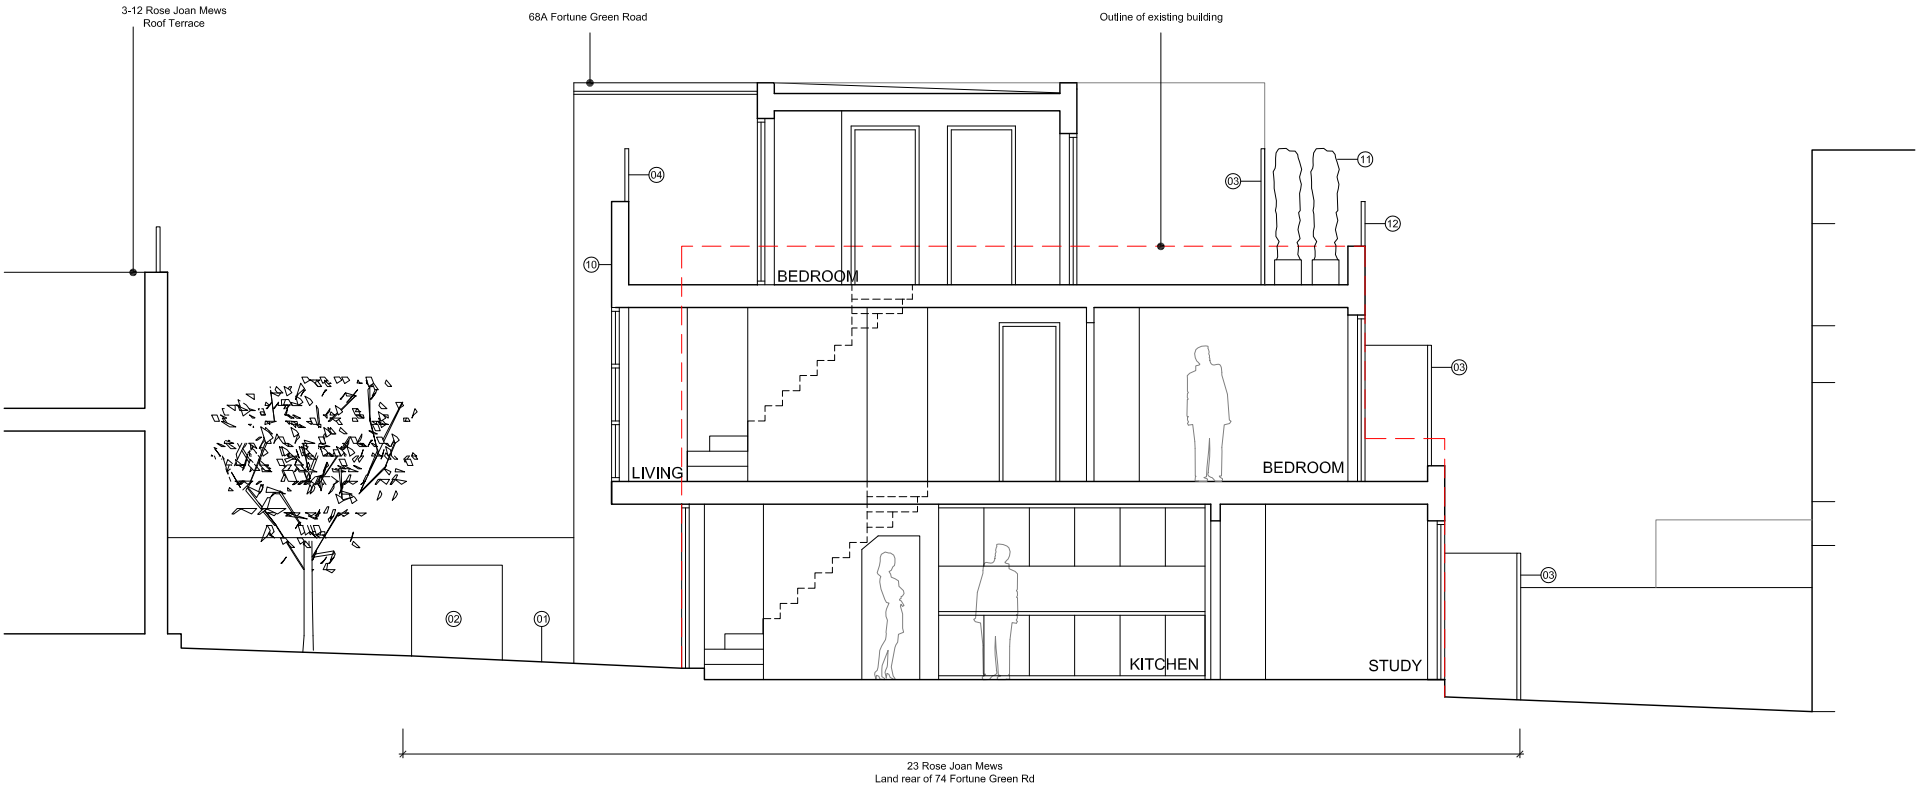 3-12 Rose Joan Mews
Roof Terrace
68A Fortune Green Road
Outline of existing building
04
03
11
12
10
BEDROOM
03
LIVING
BEDROOM
03
02
01
KITCHEN
STUDY
23 Rose Joan Mews
Land rear of 74 Fortune Green Rd